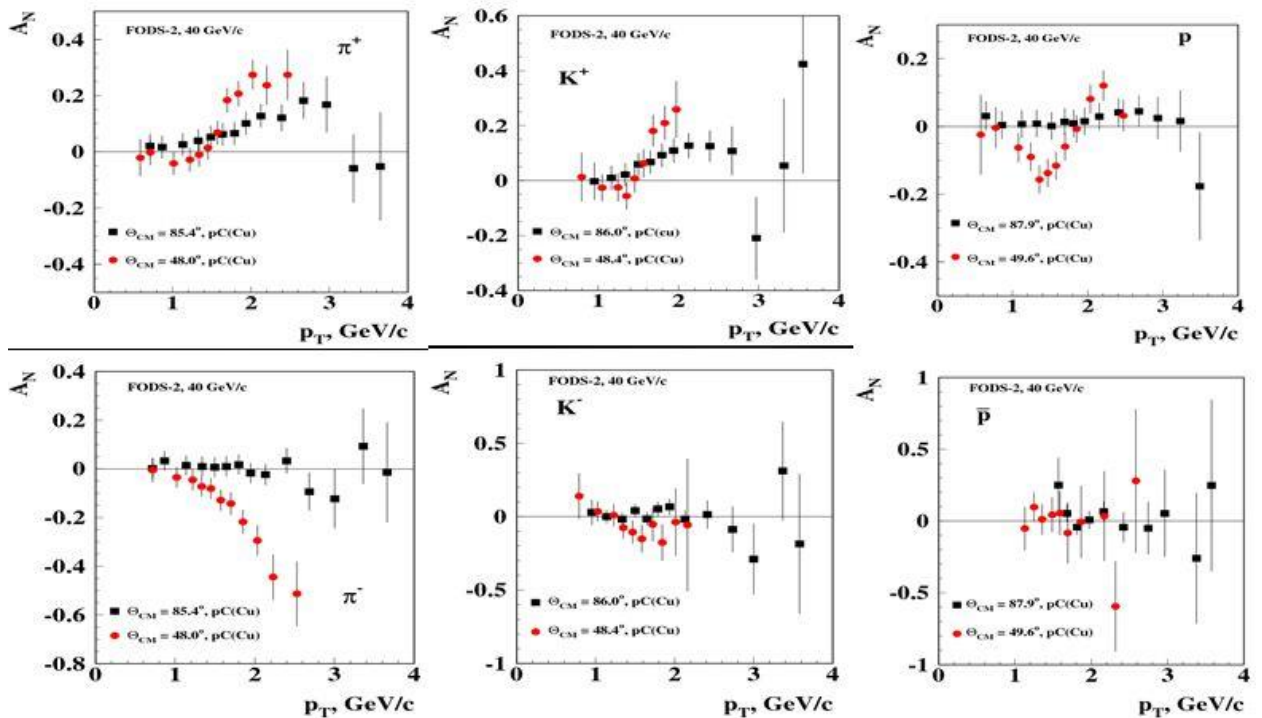 A_N
FODS-2, 40 GeV/c
π⁺
0.4
0.2
0
-0.2
-0.4
Θ_CM = 85.4°, pC(Cu)
Θ_CM = 48.0°, pC(Cu)
0 1 2 3 4
p_T, GeV/c
A_N
FODS-2, 40 GeV/c
K⁺
0.6
0.4
0.2
0
-0.2
-0.4
Θ_CM = 86.0°, pC(cu)
Θ_CM = 48.4°, pC(Cu)
0 1 2 3 4
p_T, GeV/c
A_N
FODS-2, 40 GeV/c
p
0.2
0
-0.2
-0.4
Θ_CM = 87.9°, pC(Cu)
Θ_CM = 49.6°, pC(Cu)
0 1 2 3 4
p_T, GeV/c
A_N
FODS-2, 40 GeV/c
0.4
0.2
0
-0.2
-0.4
-0.6
-0.8
π⁻
Θ_CM = 85.4°, pC(Cu)
Θ_CM = 48.0°, pC(Cu)
0 1 2 3 4
p_T, GeV/c
A_N
FODS-2, 40 GeV/c
K⁻
1
0.5
0
-0.5
-1
Θ_CM = 86.0°, pC(Cu)
Θ_CM = 48.4°, pC(Cu)
0 1 2 3 4
p_T, GeV/c
A_N
FODS-2, 40 GeV/c
p̅
1
0.5
0
-0.5
-1
Θ_CM = 87.9°, pC(Cu)
Θ_CM = 49.6°, pC(Cu)
0 1 2 3 4
p_T, GeV/c